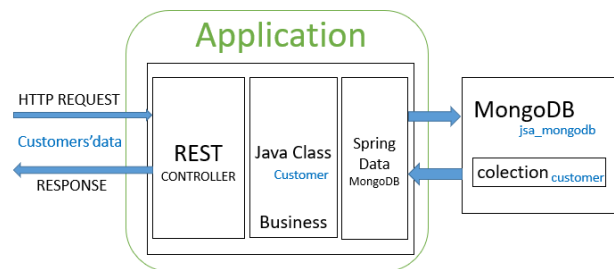 Application
HTTP REQUEST
Customers'data
RESPONSE
REST
CONTROLLER
Java Class
Customer
Business
Spring
Data
MongoDB
MongoDB
jsa_mongodb
colection customer